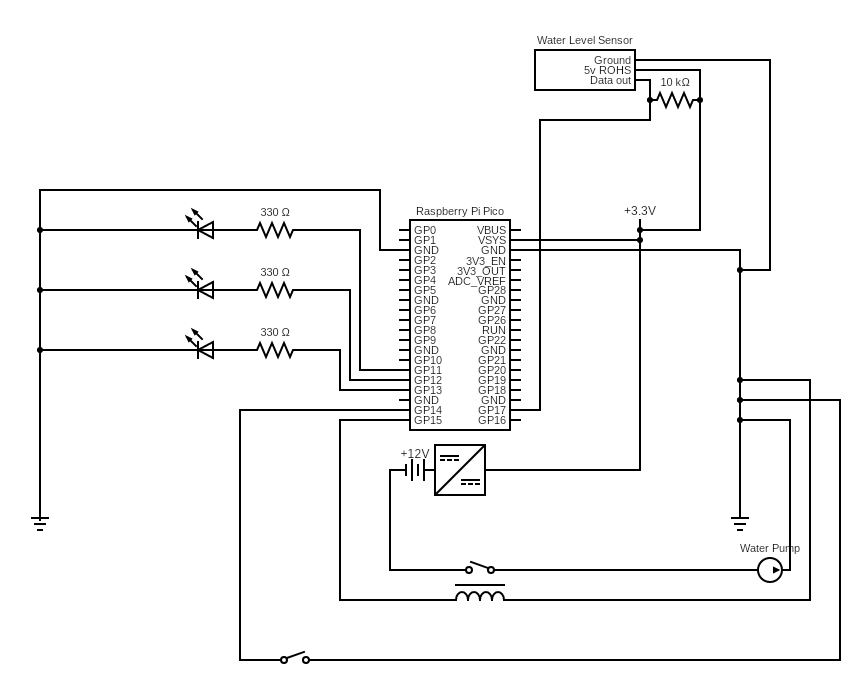 Water Level Sensor
Ground
5v ROHS
Data out
10 kΩ
330 Ω
Raspberry Pi Pico
+3.3V
GP0 VBUS
GP1 VSYS
GND GND
GP2 3V3_EN
GP3 3V3_OUT
GP4 ADC_VREF
GP5 GP28
GND GND
GP6 GP27
GP7 GP26
GP8 RUN
GP9 GP22
GND GND
GP10 GP21
GP11 GP20
GP12 GP19
GP13 GP18
GND GND
GP14 GP17
GP15 GP16
330 Ω
330 Ω
+12V
Water Pump